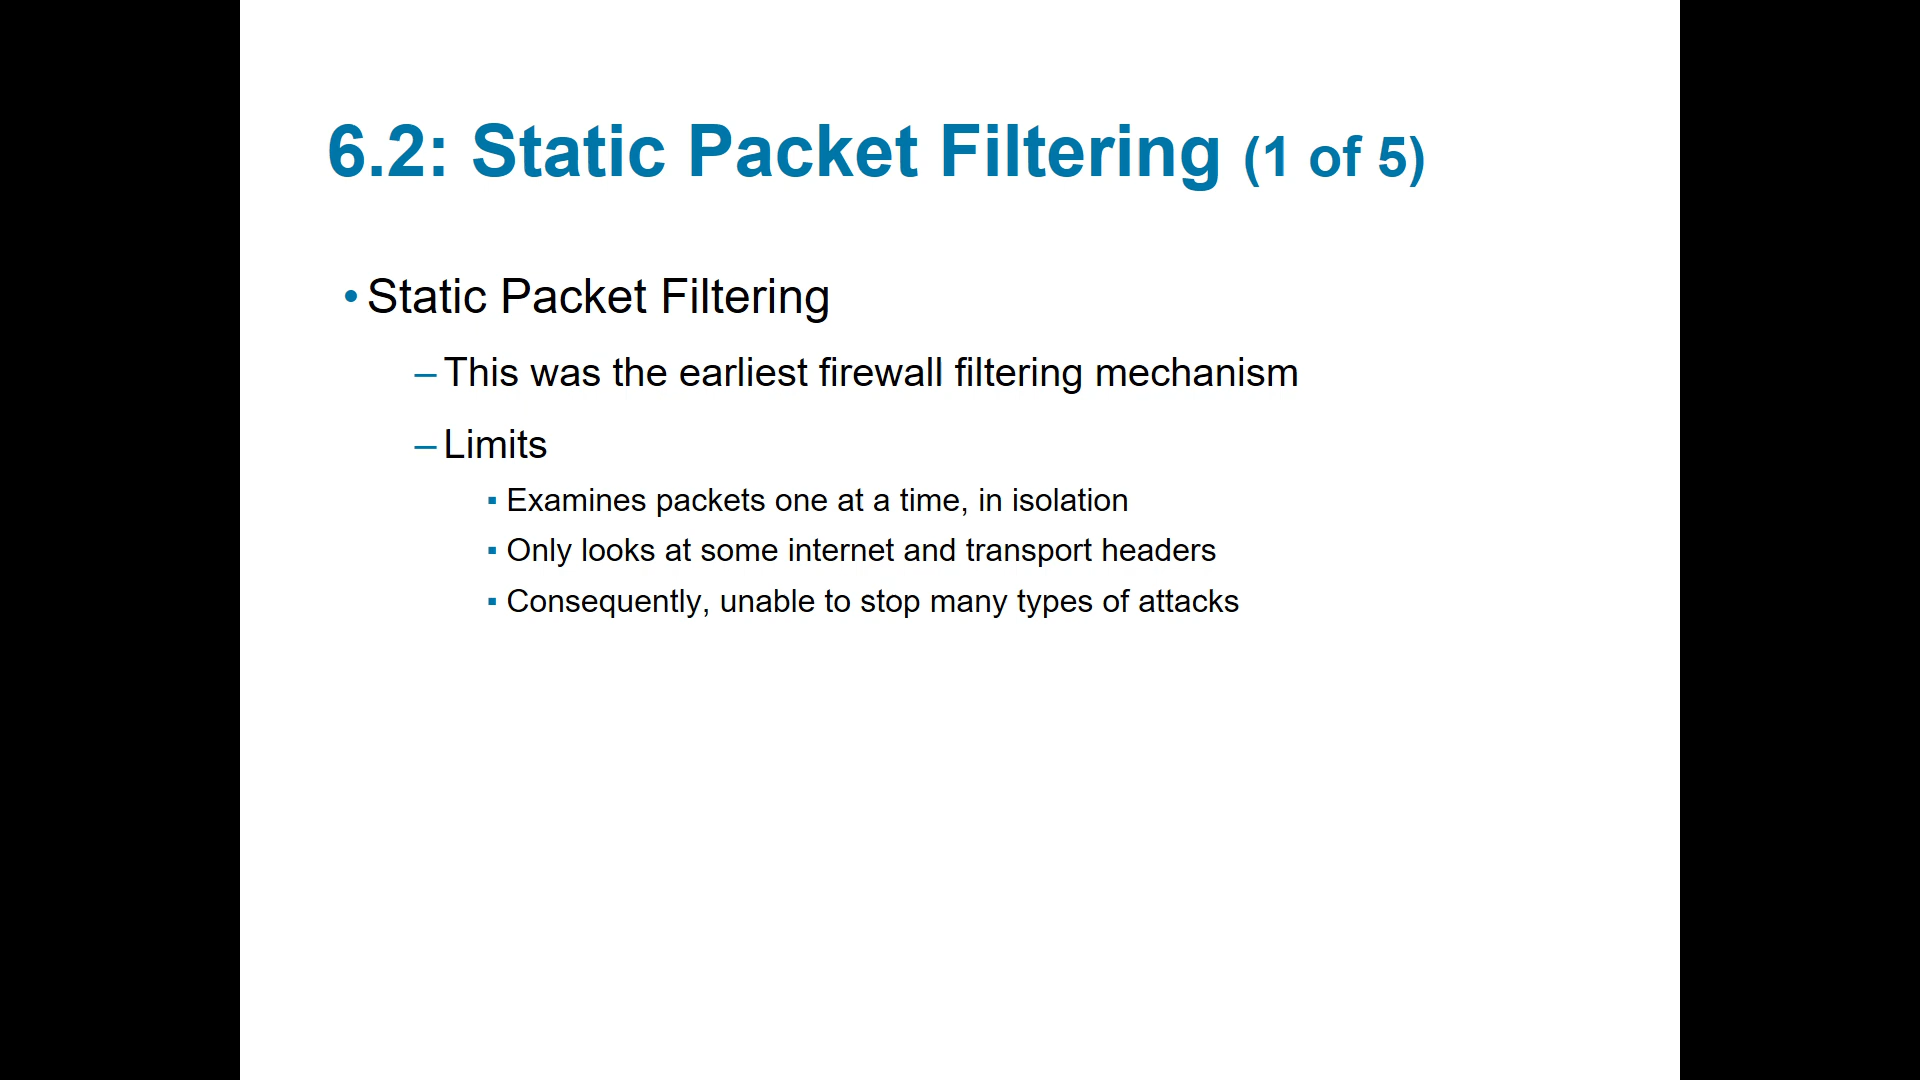 6.2: Static Packet Filtering (1 of 5)
• Static Packet Filtering
– This was the earliest firewall filtering mechanism
– Limits
▪ Examines packets one at a time, in isolation
▪ Only looks at some internet and transport headers
▪ Consequently, unable to stop many types of attacks